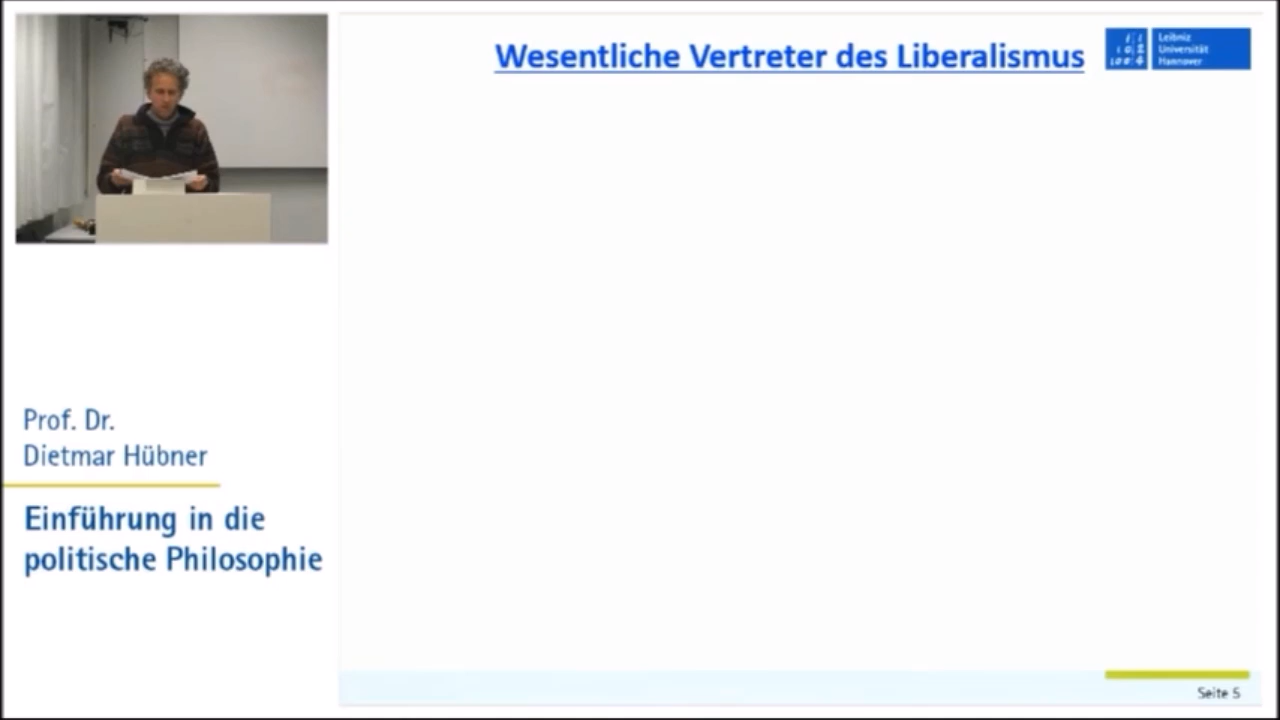 Wesentliche Vertreter des Liberalismus
Leibniz
Universität
Hannover
Prof. Dr.
Dietmar Hübner
Einführung in die
politische Philosophie
Seite 5